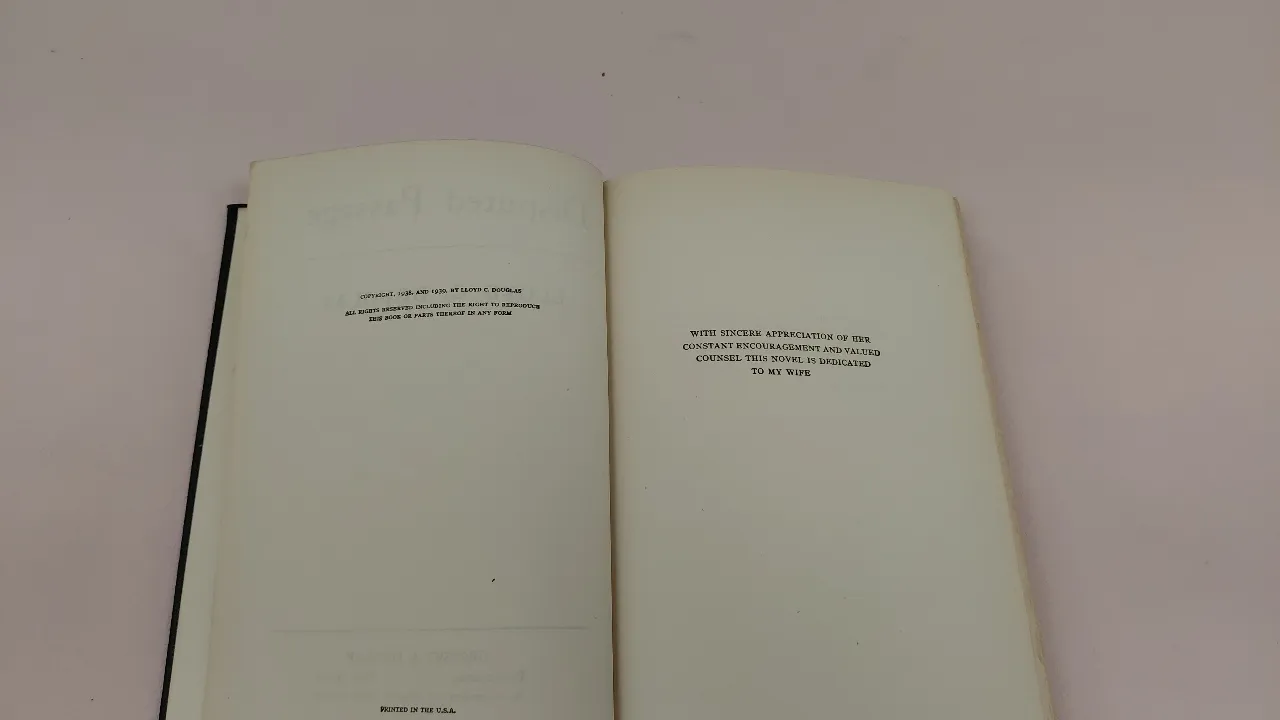 COPYRIGHT, 1938, AND 1939, BY LLOYD C. DOUGLAS
ALL RIGHTS RESERVED INCLUDING THE RIGHT TO REPRODUCE
THIS BOOK OR PARTS THEREOF IN ANY FORM
PRINTED IN THE U.S.A.
WITH SINCERE APPRECIATION OF HER
CONSTANT ENCOURAGEMENT AND VALUED
COUNSEL THIS NOVEL IS DEDICATED
TO MY WIFE